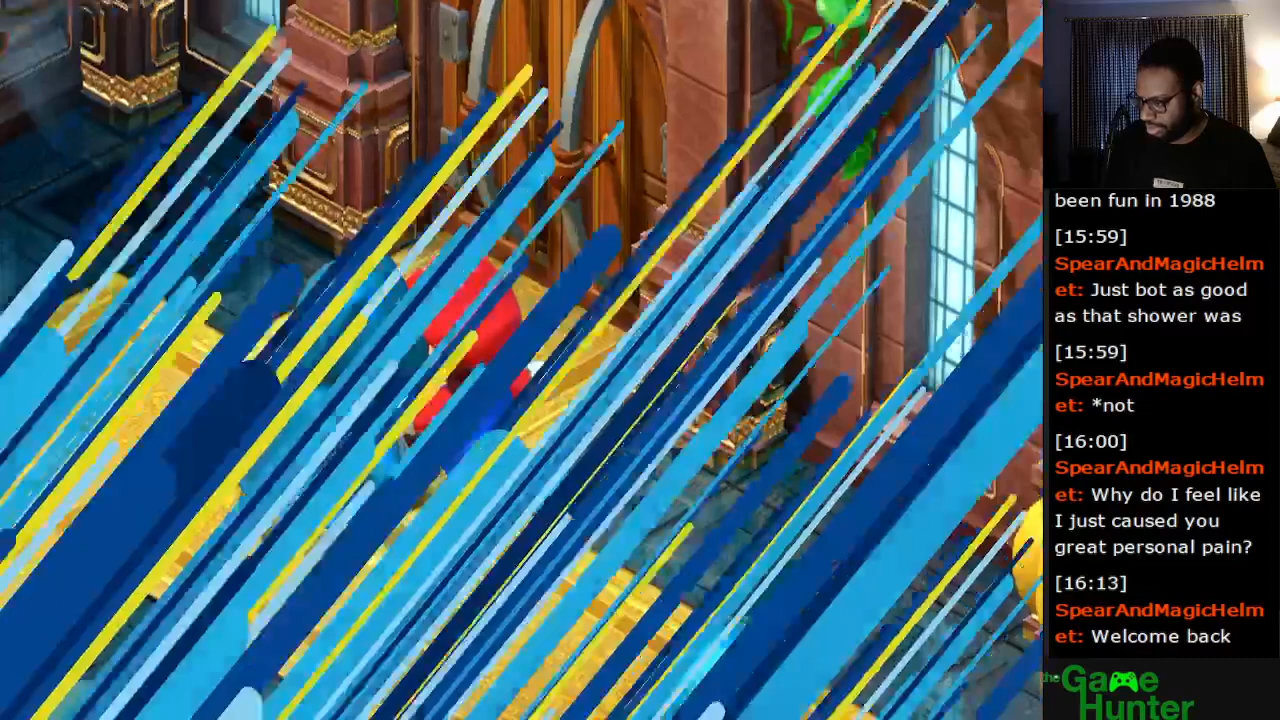 been fun in 1988
[15:59]
SpearAndMagicHelm
et: Just bot as good
as that shower was
[15:59]
SpearAndMagicHelm
et: *not
[16:00]
SpearAndMagicHelm
et: Why do I feel like
I just caused you
great personal pain?
[16:13]
SpearAndMagicHelm
et: Welcome back
the Game
Hunter